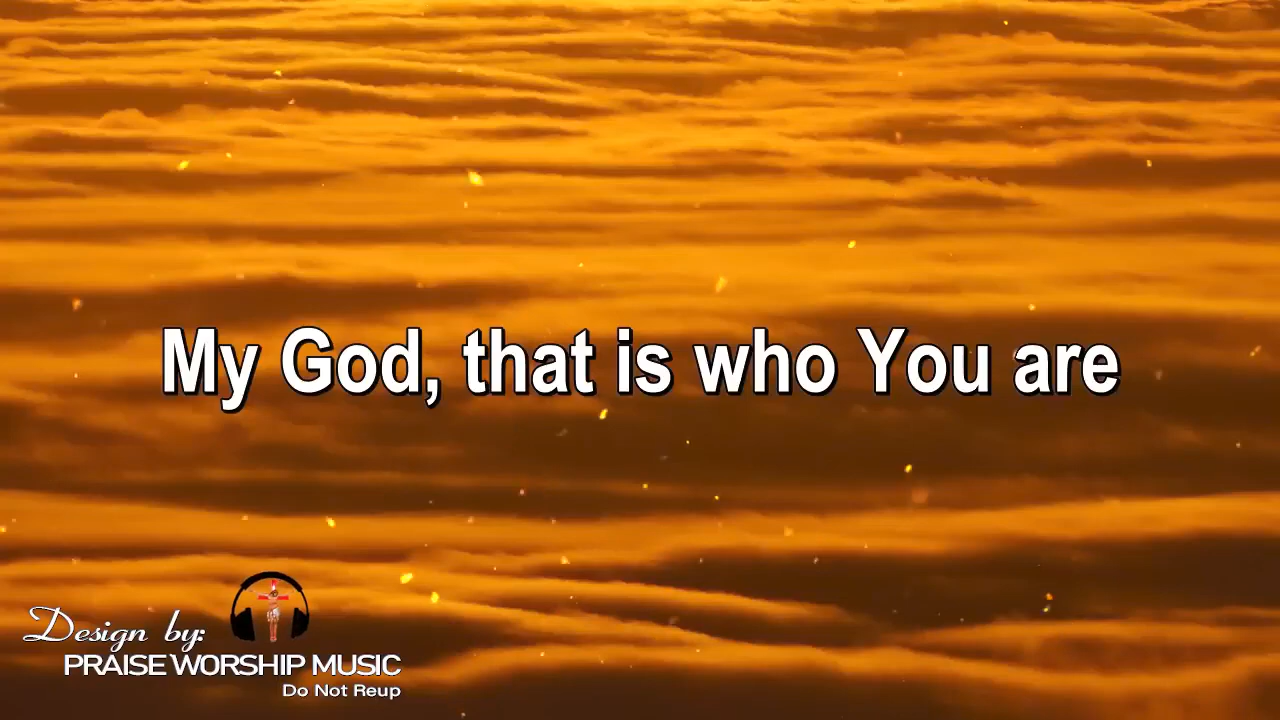 My God, that is who You are
Design by:
PRAISE WORSHIP MUSIC
Do Not Reup